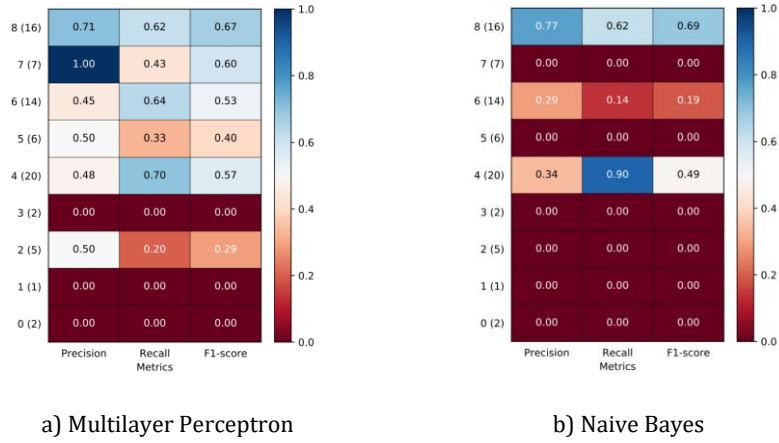 8 (16) 0.71 0.62 0.67
7 (7) 1.00 0.43 0.60
6 (14) 0.45 0.64 0.53
5 (6) 0.50 0.33 0.40
4 (20) 0.48 0.70 0.57
3 (2) 0.00 0.00 0.00
2 (5) 0.50 0.20 0.29
1 (1) 0.00 0.00 0.00
0 (2) 0.00 0.00 0.00
Precision Recall F1-score
Metrics
1.0
0.8
0.6
0.4
0.2
0.0
a) Multilayer Perceptron
8 (16) 0.77 0.62 0.69
7 (7) 0.00 0.00 0.00
6 (14) 0.29 0.14 0.19
5 (6) 0.00 0.00 0.00
4 (20) 0.34 0.90 0.49
3 (2) 0.00 0.00 0.00
2 (5) 0.00 0.00 0.00
1 (1) 0.00 0.00 0.00
0 (2) 0.00 0.00 0.00
Precision Recall F1-score
Metrics
1.0
0.8
0.6
0.4
0.2
0.0
b) Naive Bayes